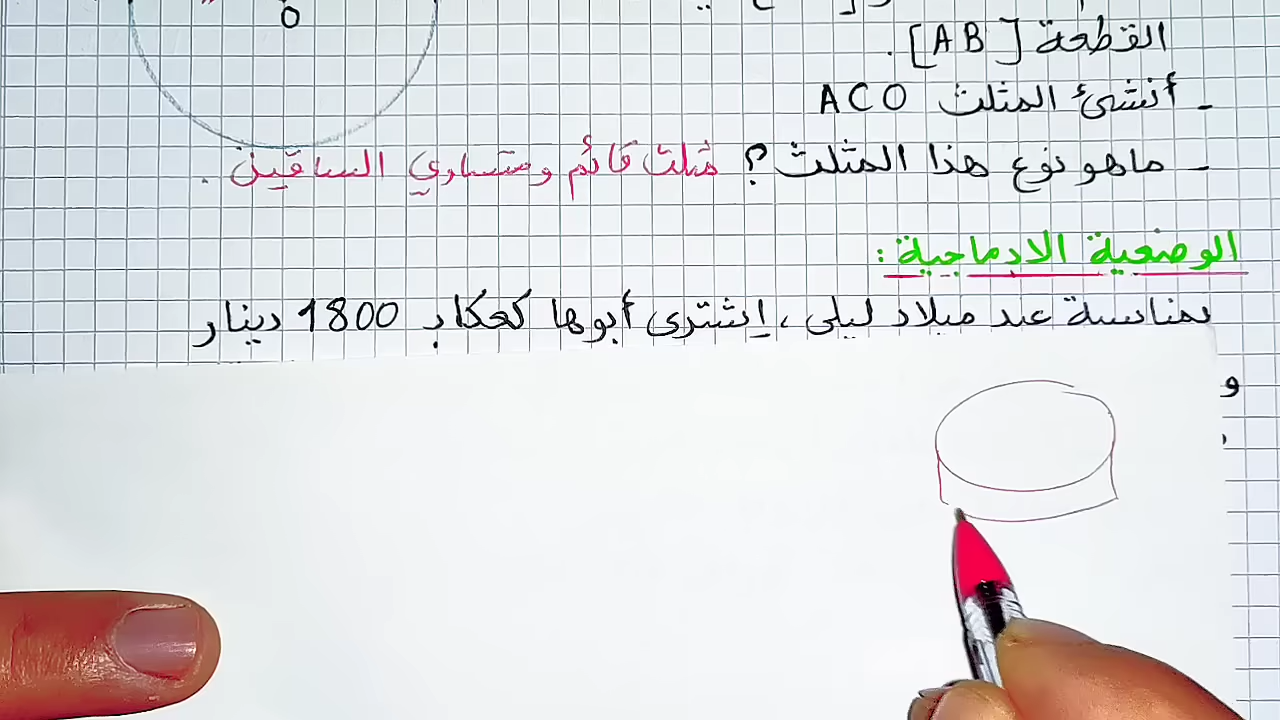 O
القطعة [AB].
- أنشئ المثلث ACO
- ماهو نوع هذا المثلث؟ مثلث قائم ومتساوي الساقين.
الوضعية الادماجية:
بمناسبة عيد ميلاد ليلى، إشترى أبوها كعكا بـ 1800 دينار
و